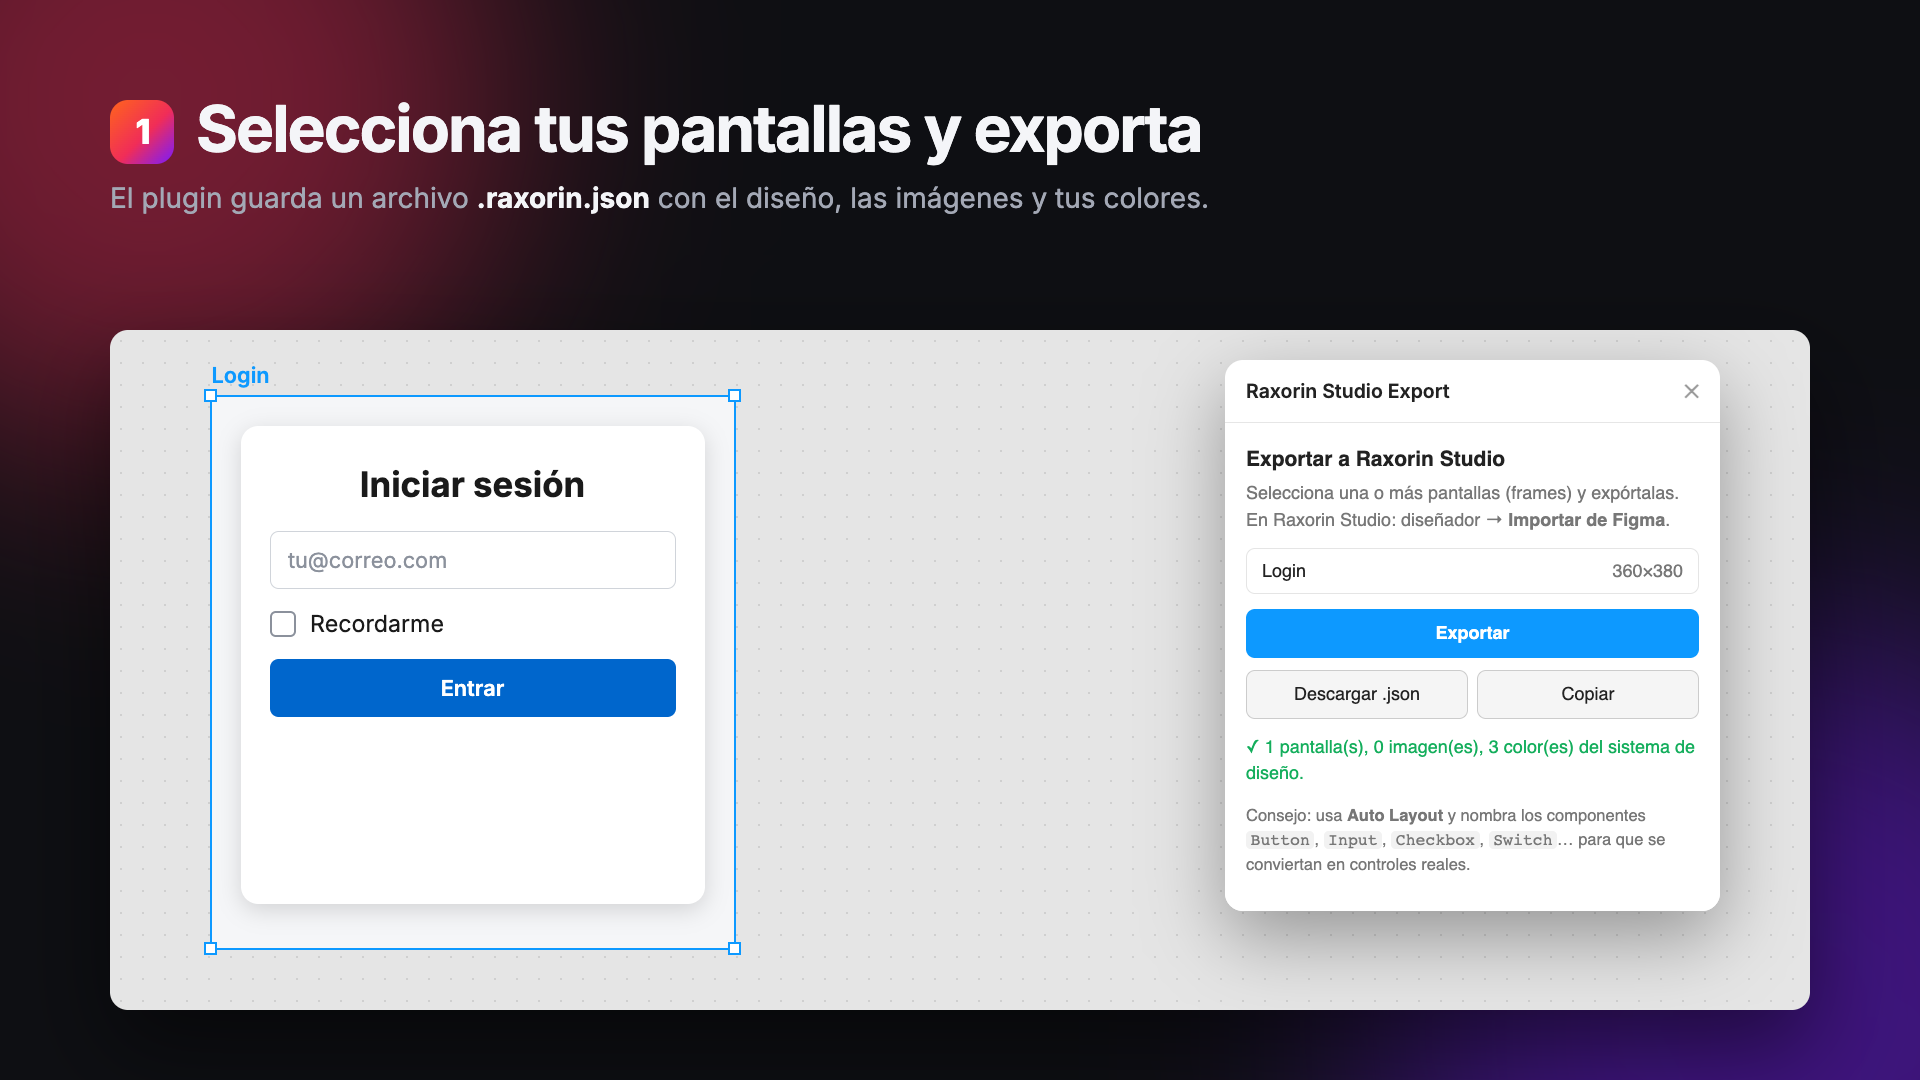 1 Selecciona tus pantallas y exporta
El plugin guarda un archivo .raxorin.json con el diseño, las imágenes y tus colores.
Login
Iniciar sesión
tu@correo.com
Recordarme
Entrar
Raxorin Studio Export
Exportar a Raxorin Studio
Selecciona una o más pantallas (frames) y expórtalas.
En Raxorin Studio: diseñador → Importar de Figma.
Login 360×380
Exportar
Descargar .json Copiar
✓ 1 pantalla(s), 0 imagen(es), 3 color(es) del sistema de
diseño.
Consejo: usa Auto Layout y nombra los componentes
Button, Input, Checkbox, Switch… para que se
conviertan en controles reales.